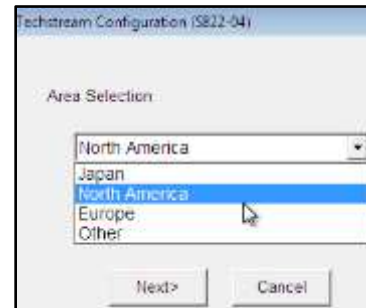 Techstream Configuration (S822-04)
Area Selection
North America
Japan
North America
Europe
Other
Next>
Cancel